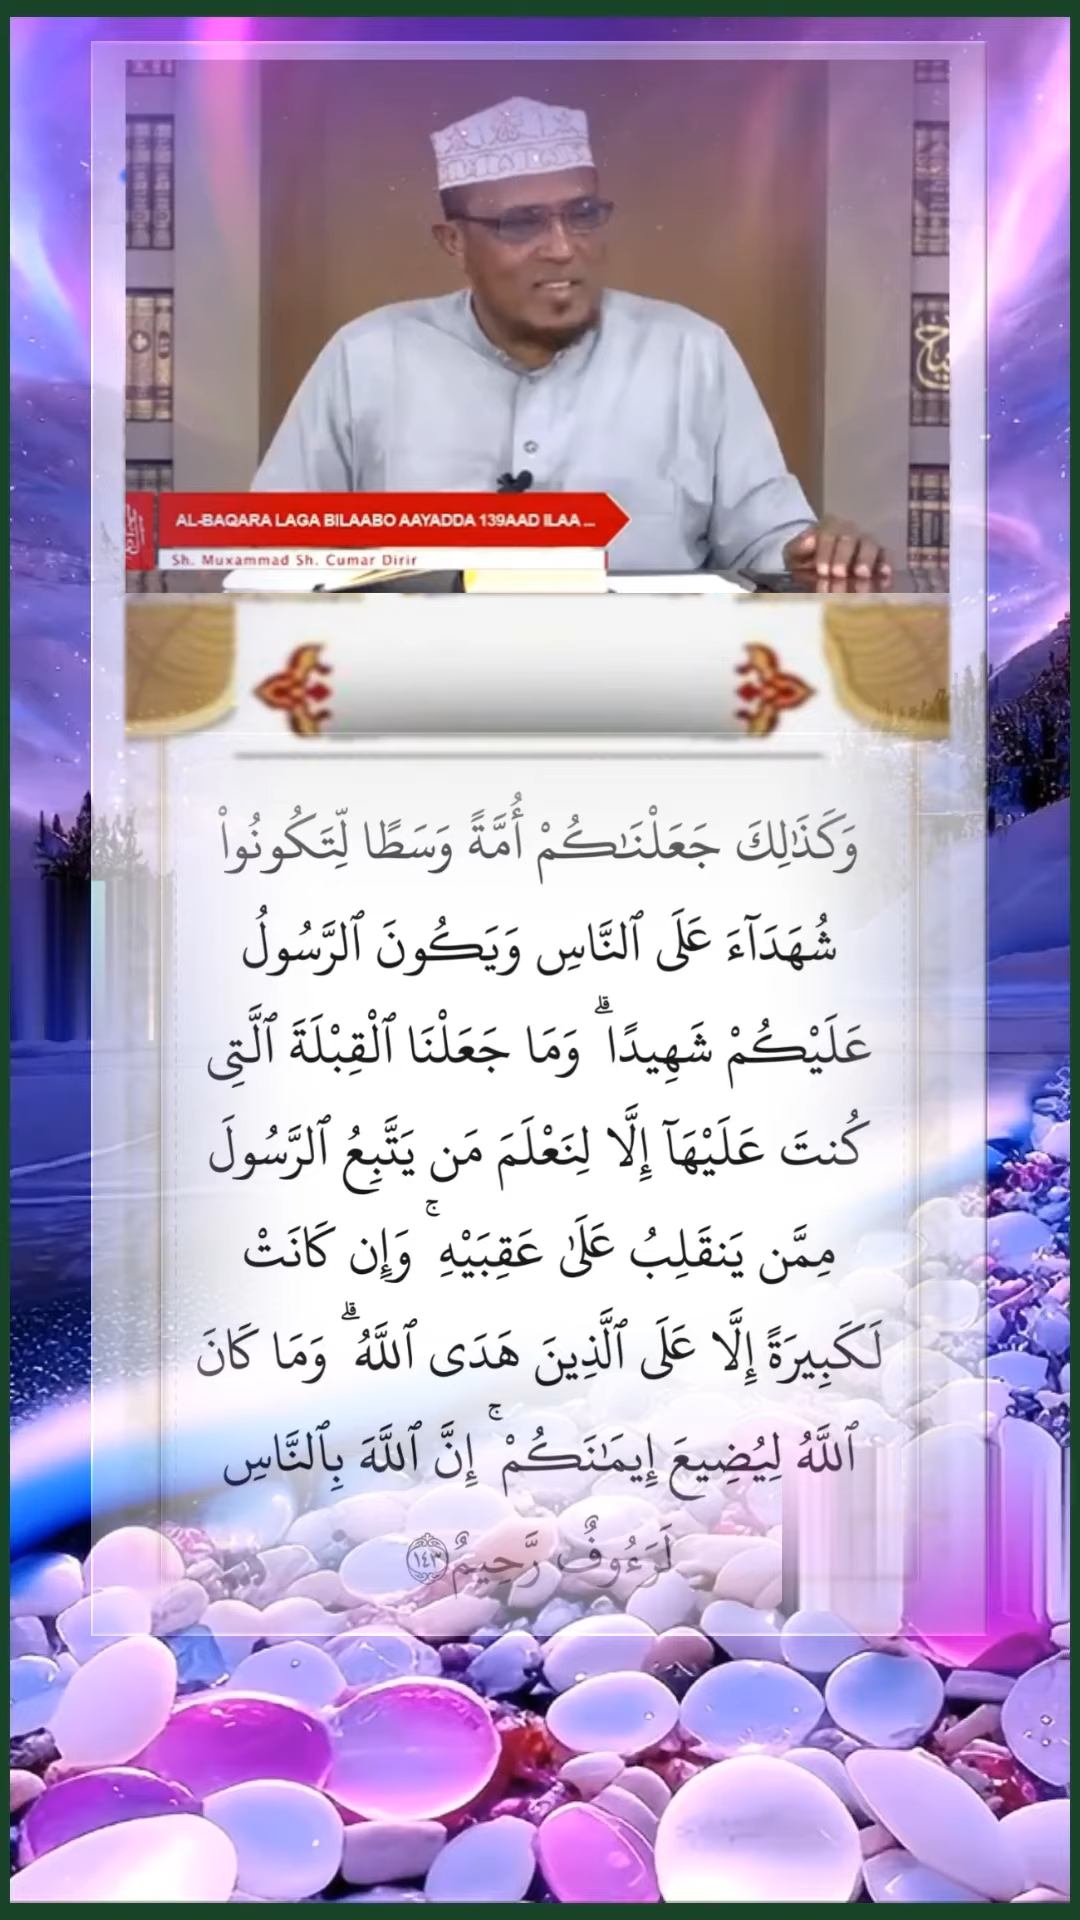 AL-BAQARA LAGA BILAABO AAYADDA 139AAD ILAA ...
Sh. Muxammad Sh. Cumar Dirir
وَكَذَٰلِكَ جَعَلْنَـٰكُمْ أُمَّةً وَسَطًا لِّتَكُونُوا۟
شُهَدَآءَ عَلَى ٱلنَّاسِ وَيَكُونَ ٱلرَّسُولُ
عَلَيْكُمْ شَهِيدًا ۗ وَمَا جَعَلْنَا ٱلْقِبْلَةَ ٱلَّتِى
كُنتَ عَلَيْهَآ إِلَّا لِنَعْلَمَ مَن يَتَّبِعُ ٱلرَّسُولَ
مِمَّن يَنقَلِبُ عَلَىٰ عَقِبَيْهِ ۚ وَإِن كَانَتْ
لَكَبِيرَةً إِلَّا عَلَى ٱلَّذِينَ هَدَى ٱللَّهُ ۗ وَمَا كَانَ
ٱللَّهُ لِيُضِيعَ إِيمَـٰنَكُمْ ۚ إِنَّ ٱللَّهَ بِٱلنَّاسِ
لَرَءُوفٌ رَّحِيمٌ ١٤٣